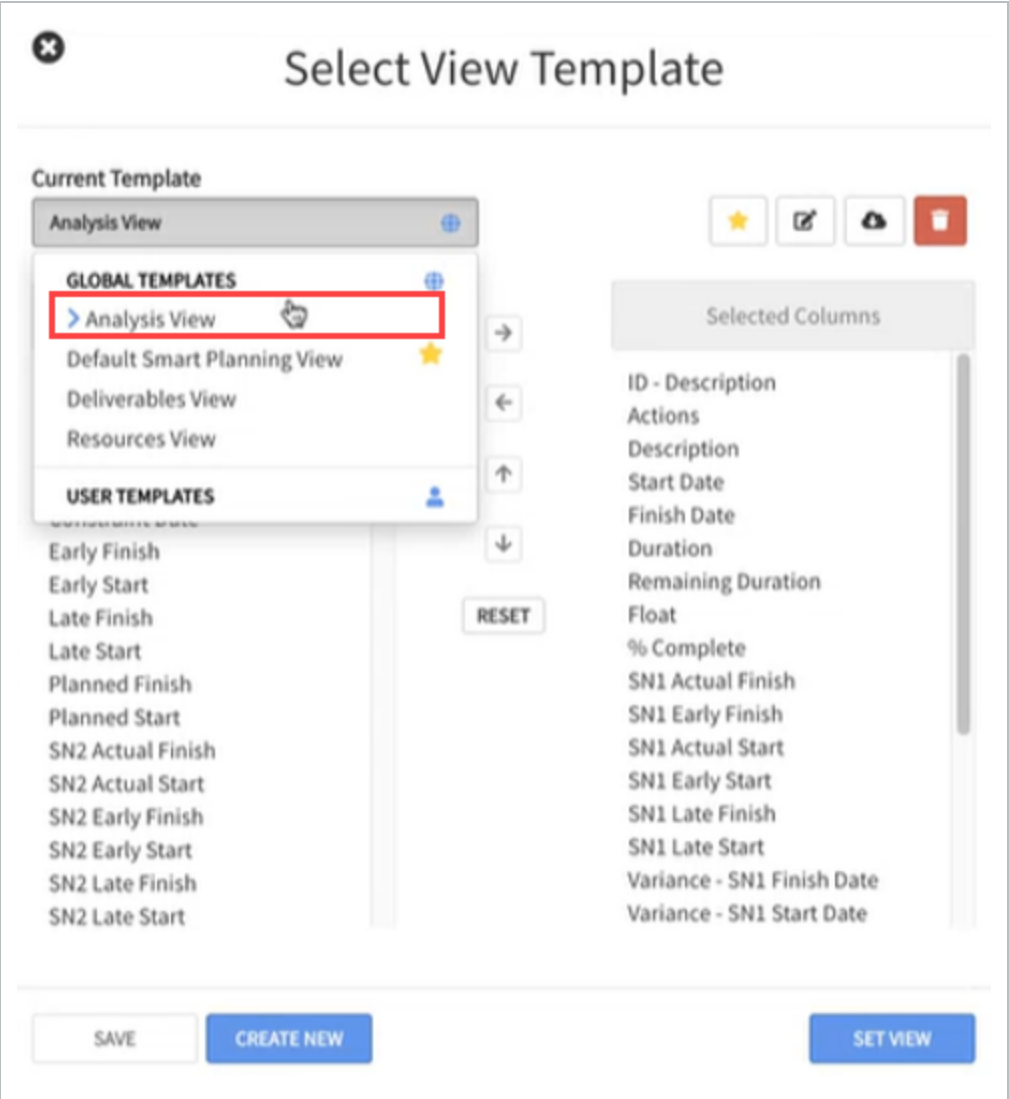 Select View Template
Current Template
Analysis View
GLOBAL TEMPLATES
Analysis View
Default Smart Planning View
Deliverables View
Resources View
USER TEMPLATES
Constraint Date
Early Finish
Early Start
Late Finish
Late Start
Planned Finish
Planned Start
SN2 Actual Finish
SN2 Actual Start
SN2 Early Finish
SN2 Early Start
SN2 Late Finish
SN2 Late Start
RESET
Selected Columns
ID - Description
Actions
Description
Start Date
Finish Date
Duration
Remaining Duration
Float
% Complete
SN1 Actual Finish
SN1 Early Finish
SN1 Actual Start
SN1 Early Start
SN1 Late Finish
SN1 Late Start
Variance - SN1 Finish Date
Variance - SN1 Start Date
SAVE
CREATE NEW
SET VIEW